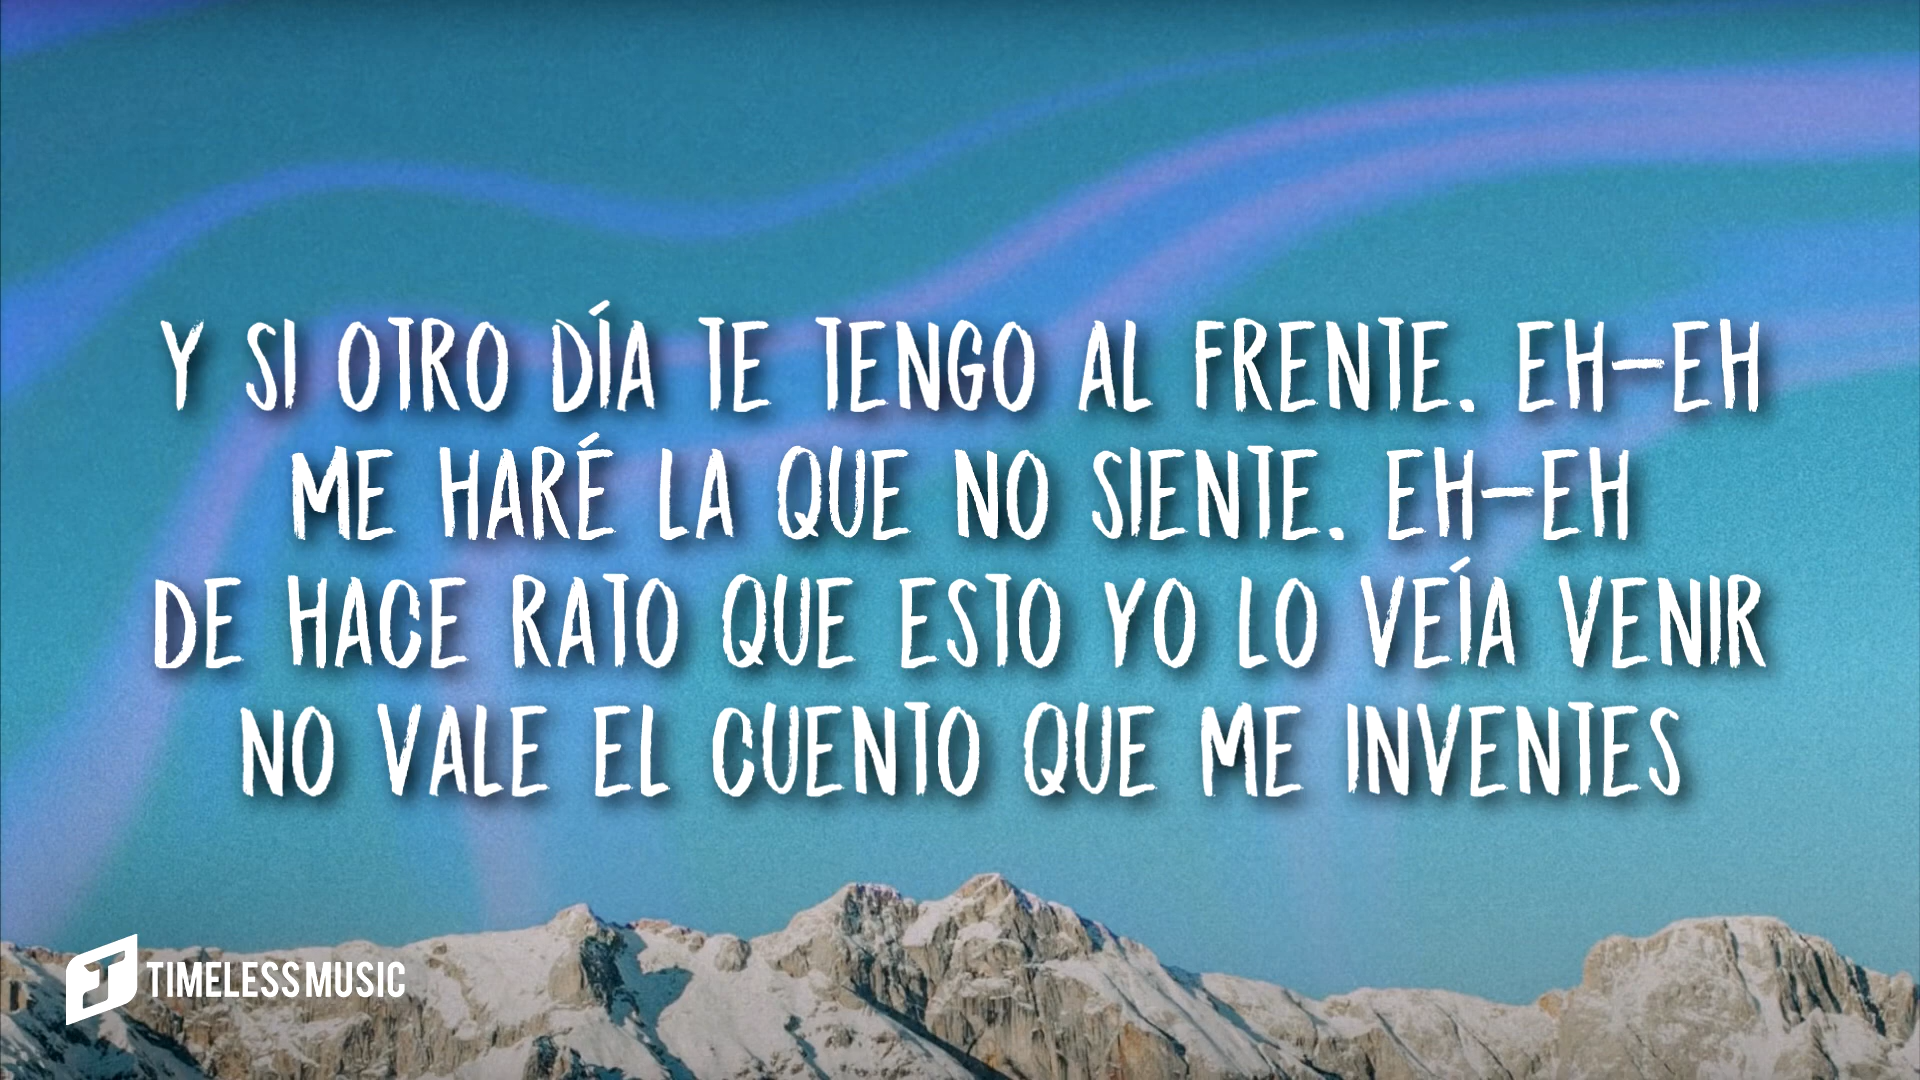 Y SI OTRO DÍA TE TENGO AL FRENTE. EH-EH
ME HARÉ LA QUE NO SIENTE. EH-EH
DE HACE RATO QUE ESTO YO LO VEÍA VENIR
NO VALE EL CUENTO QUE ME INVENTES
TIMELESS MUSIC